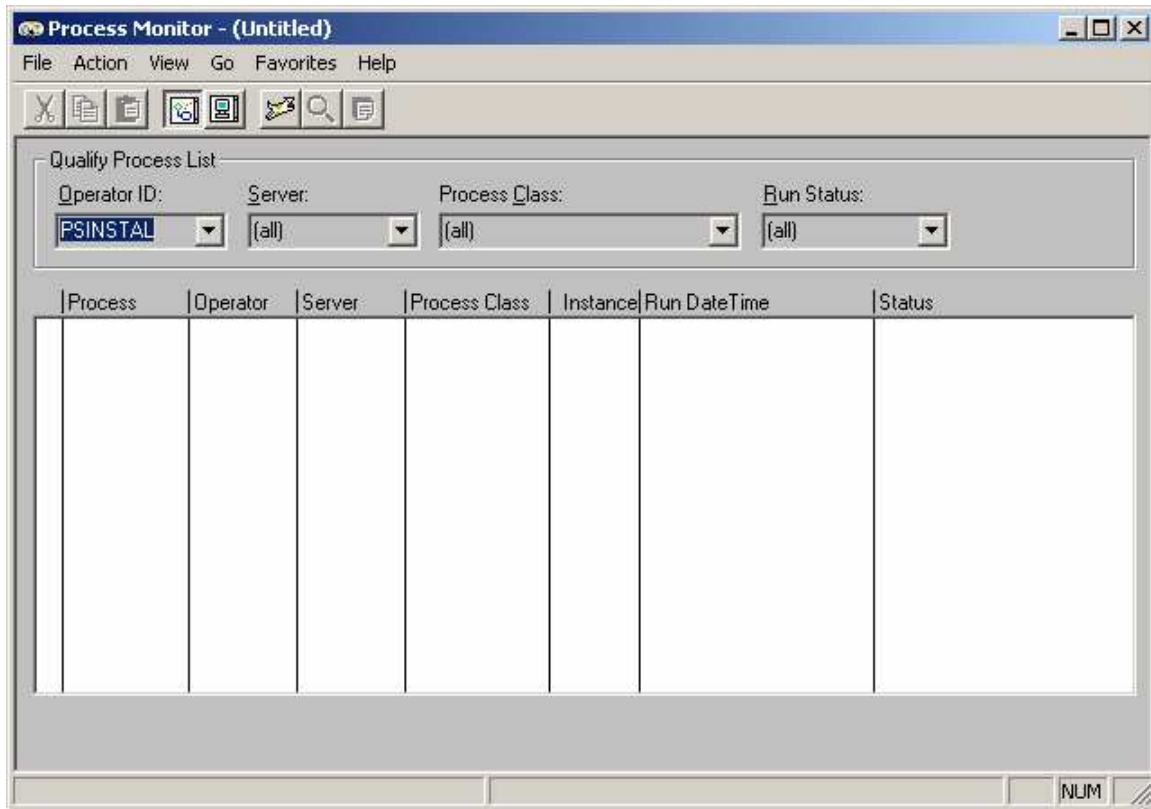 Process Monitor - (Untitled)
File Action View Go Favorites Help
Qualify Process List
Operator ID: Server: Process Class: Run Status:
PSINSTAL (all) (all) (all)
Process Operator Server Process Class Instance Run DateTime Status
NUM